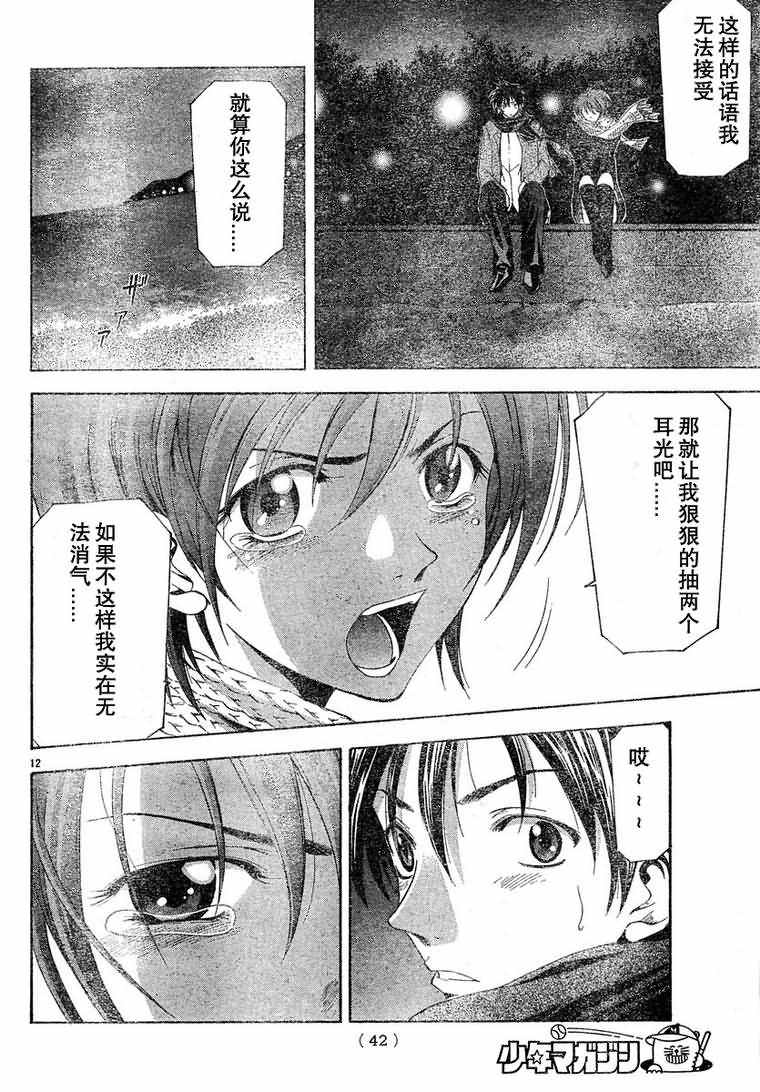 这样的话语我
无法接受
就算你这么说……
ザァァ
那就让我狠狠的抽两个
耳光吧……
如果不这样我实在无
法消气……
12
哎~~~
(42)
少年マガジン